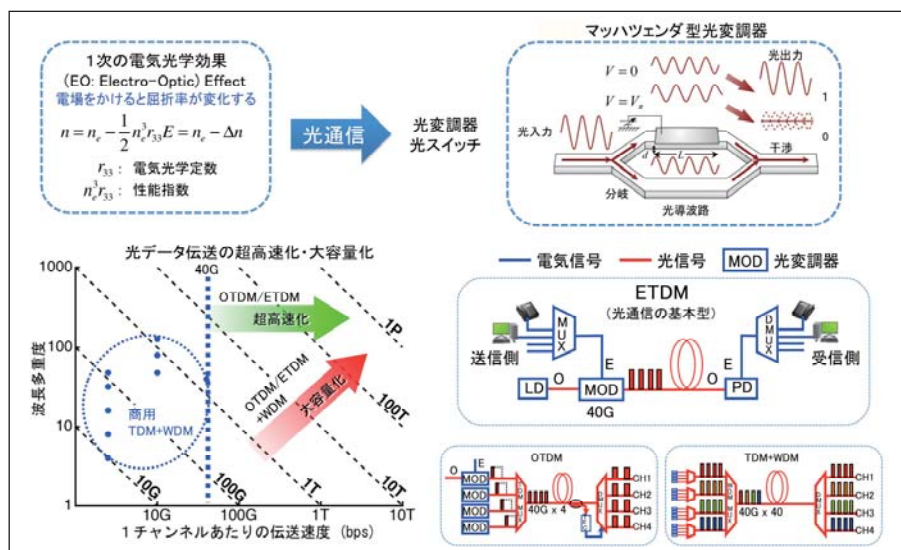 1次の電気光学効果
(EO: Electro-Optic) Effect
電場をかけると屈折率が変化する
n = n_e − 1/2 n_e^3 r_33 E = n_e − Δn
r_33 : 電気光学定数
n_e^3 r_33 : 性能指数
光通信
光変調器
光スイッチ
マッハツェンダ型光変調器
光出力
V = 0
V = V_π
1
0
光入力
d
L
干渉
分岐
光導波路
光データ伝送の超高速化・大容量化
40G
1000
100
10
1
波長多重度
OTDM/ETDM
超高速化
OTDM/ETDM
+WDM
大容量化
商用
TDM+WDM
1P
100T
10T
1T
100G
10G
10G
100G
1T
10T
1チャンネルあたりの伝送速度 (bps)
電気信号
光信号
MOD
光変調器
ETDM
(光通信の基本型)
送信側
MUX
E
LD
O
MOD
40G
O
E
PD
DMUX
受信側
OTDM
O
E
MOD
MOD
MOD
MOD
MUX
40G x 4
DMUX
CH1
CH2
CH3
CH4
TDM+WDM
MUX
40G x 40
DMUX
CH1
CH2
CH3
CH4